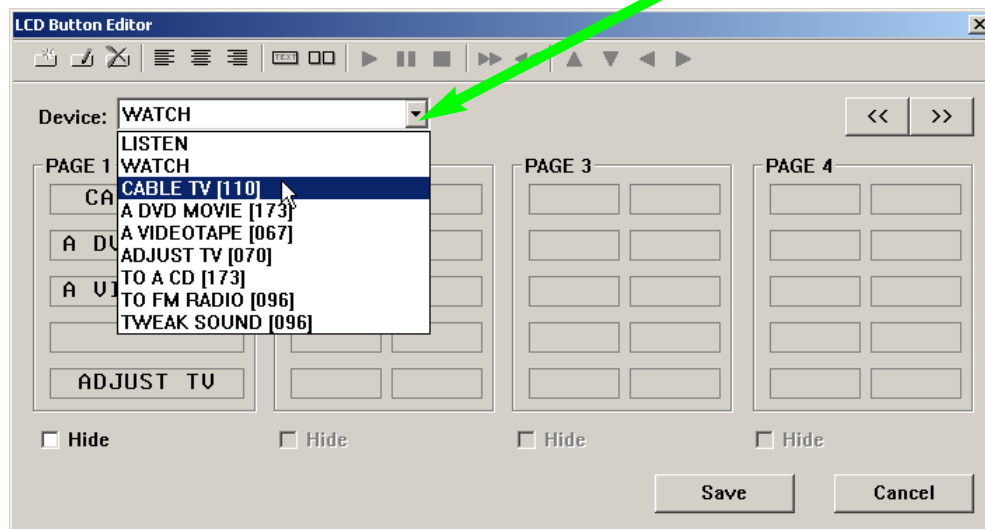 LCD Button Editor
TEXT
Device: WATCH
<< >>
LISTEN
WATCH
CABLE TV [110]
A DVD MOVIE [173]
A VIDEOTAPE [067]
ADJUST TV [070]
TO A CD [173]
TO FM RADIO [096]
TWEAK SOUND [096]
PAGE 1
CA
A DV
A VI
ADJUST TV
PAGE 3
PAGE 4
Hide
Hide
Hide
Hide
Save
Cancel